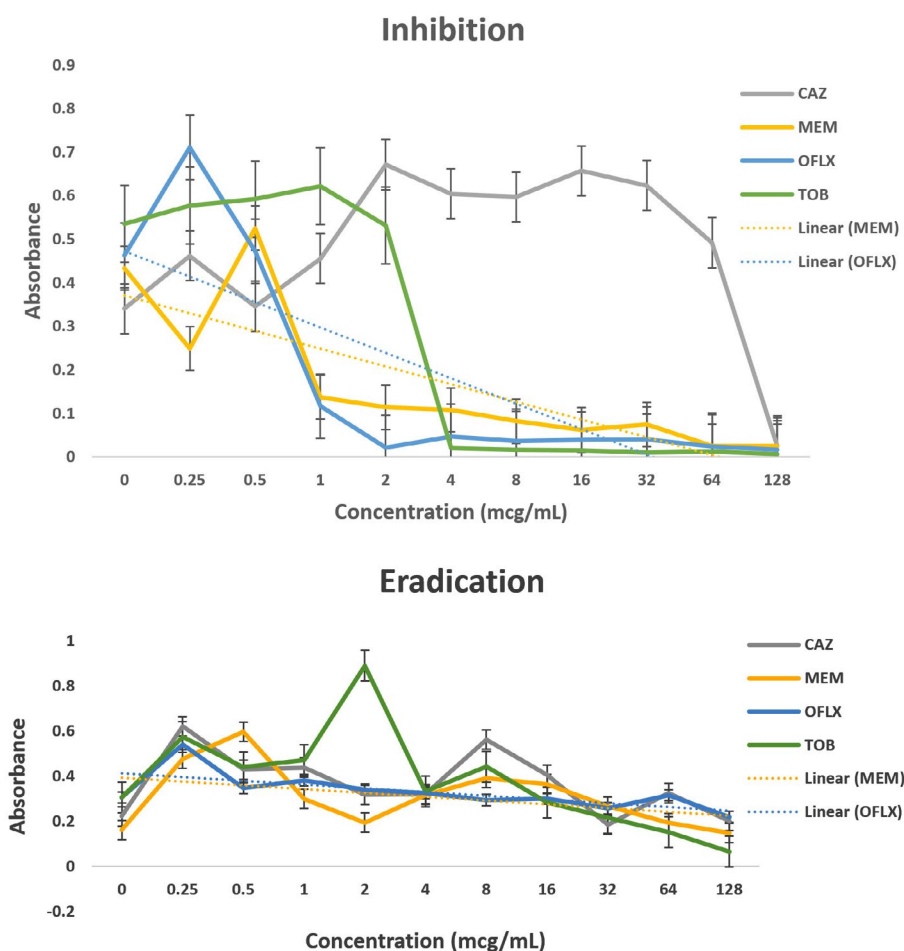 Inhibition
0.9
0.8
0.7
0.6
0.5
0.4
0.3
0.2
0.1
0
Absorbance
0 0.25 0.5 1 2 4 8 16 32 64 128
Concentration (mcg/mL)
CAZ
MEM
OFLX
TOB
Linear (MEM)
Linear (OFLX)
Eradication
1
0.8
0.6
0.4
0.2
0
-0.2
Absorbance
0 0.25 0.5 1 2 4 8 16 32 64 128
Concentration (mcg/mL)
CAZ
MEM
OFLX
TOB
Linear (MEM)
Linear (OFLX)